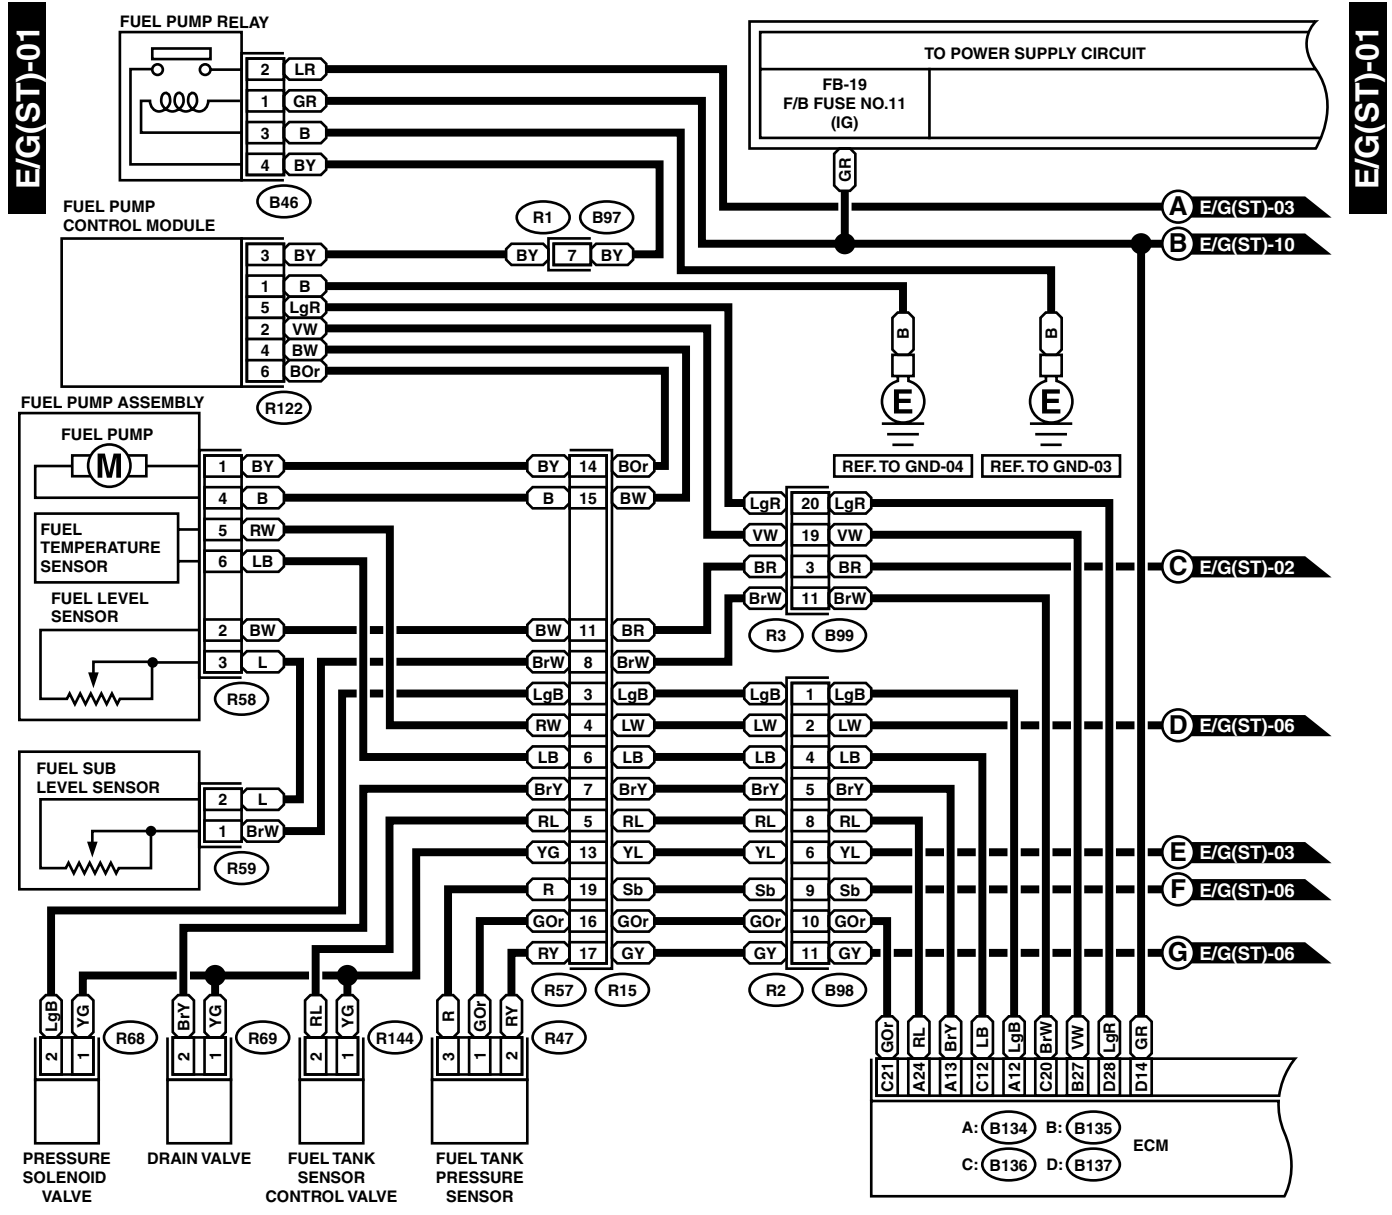 E/G(ST)-01
E/G(ST)-01
FUEL PUMP RELAY
2 LR
1 GR
3 B
4 BY
B46
TO POWER SUPPLY CIRCUIT
FB-19
F/B FUSE NO.11
(IG)
GR
A E/G(ST)-03
B E/G(ST)-10
FUEL PUMP
CONTROL MODULE
R1 B97
3 BY BY 7 BY
1 B
5 LgR
2 VW
4 BW
6 BOr
R122
B
E
REF. TO GND-04
B
E
REF. TO GND-03
FUEL PUMP ASSEMBLY
FUEL PUMP
M
1 BY BY 14 BOr
4 B B 15 BW
FUEL
TEMPERATURE
SENSOR
5 RW
6 LB
LgR 20 LgR
VW 19 VW
BR 3 BR
BrW 11 BrW
C E/G(ST)-02
R3 B99
FUEL LEVEL
SENSOR
2 BW BW 11 BR
3 L BrW 8 BrW
R58
LgB 3 LgB LgB 1 LgB
RW 4 LW LW 2 LW
D E/G(ST)-06
LB 6 LB LB 4 LB
BrY 7 BrY BrY 5 BrY
RL 5 RL RL 8 RL
YG 13 YL YL 6 YL
E E/G(ST)-03
R 19 Sb Sb 9 Sb
F E/G(ST)-06
GOr 16 GOr GOr 10 GOr
RY 17 GY GY 11 GY
G E/G(ST)-06
FUEL SUB
LEVEL SENSOR
2 L
1 BrW
R59
R57 R15 R2 B98
LgB YG
2 1
R68
BrY YG
2 1
R69
RL YG
2 1
R144
R GOr RY
3 1 2
R47
PRESSURE
SOLENOID
VALVE
DRAIN VALVE
FUEL TANK
SENSOR
CONTROL VALVE
FUEL TANK
PRESSURE
SENSOR
GOr RL BrY LB LgB BrW VW LgR GR
C21 A24 A13 C12 A12 C20 B27 D28 D14
A: B134 B: B135
C: B136 D: B137
ECM